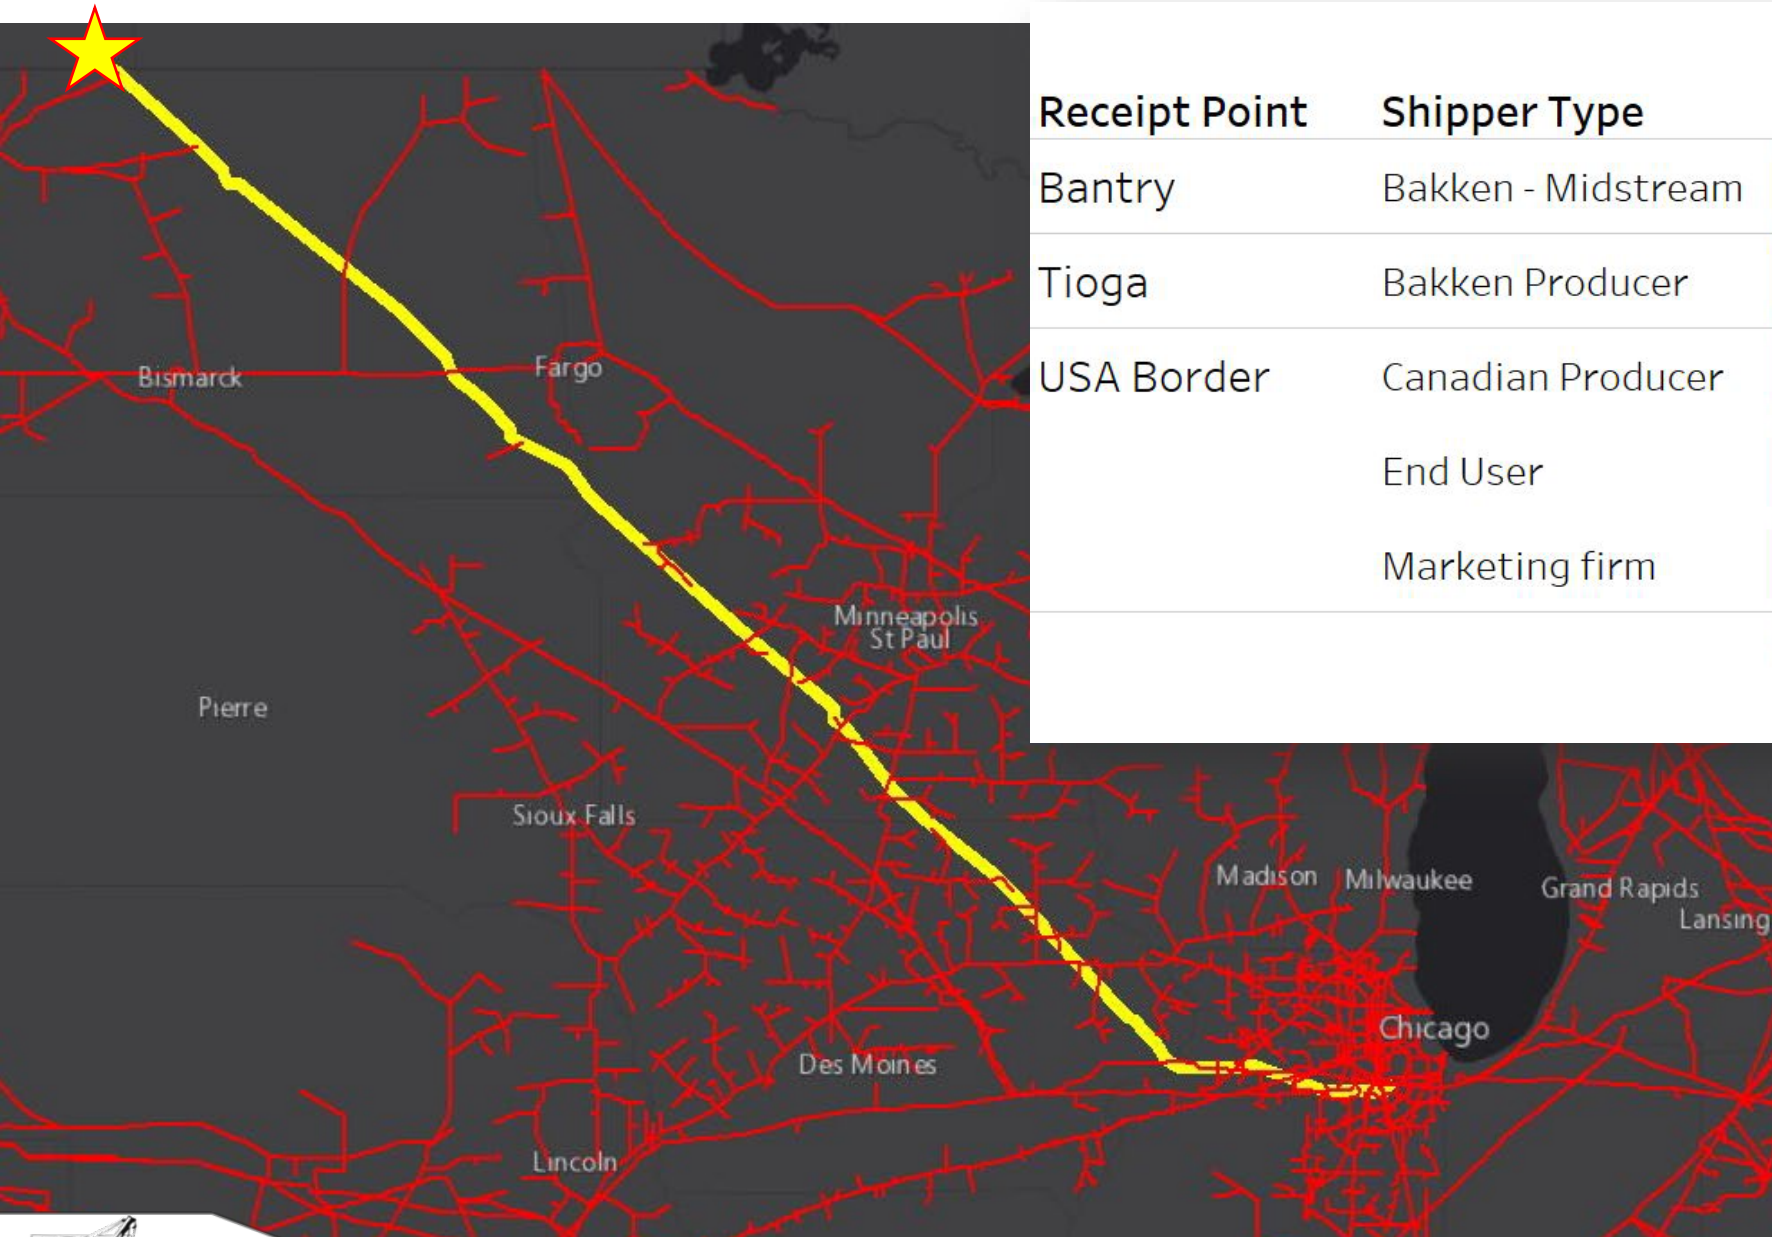 Receipt Point Shipper Type
Bantry Bakken - Midstream
Tioga Bakken Producer
USA Border Canadian Producer
End User
Marketing firm
Bismarck
Fargo
Minneapolis
St Paul
Pierre
Sioux Falls
Madison
Milwaukee
Grand Rapids
Lansing
Chicago
Des Moines
Lincoln